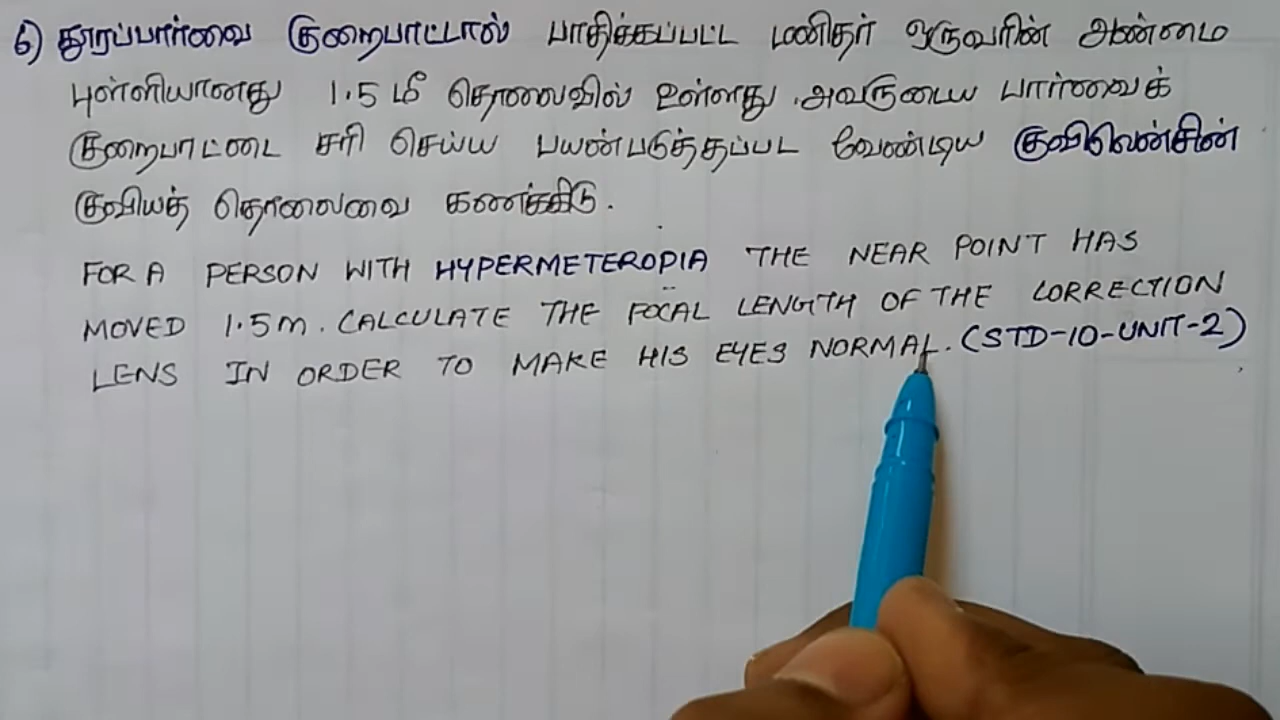 6) தூரப்பார்வை குறைபாட்டால் பாதிக்கப்பட்ட மனிதர் ஒருவரின் அண்மை
புள்ளியானது 1.5 மீ தொலைவில் உள்ளது. அவருடைய பார்வைக்
குறைபாட்டை சரி செய்ய பயன்படுத்தப்பட வேண்டிய குவிலென்சின்
குவியத் தொலைவை கணக்கிடு.
FOR A PERSON WITH HYPERMETEROPIA THE NEAR POINT HAS
MOVED 1.5m. CALCULATE THE FOCAL LENGTH OF THE CORRECTION
LENS IN ORDER TO MAKE HIS EYES NORMAL. (STD-10-UNIT-2)